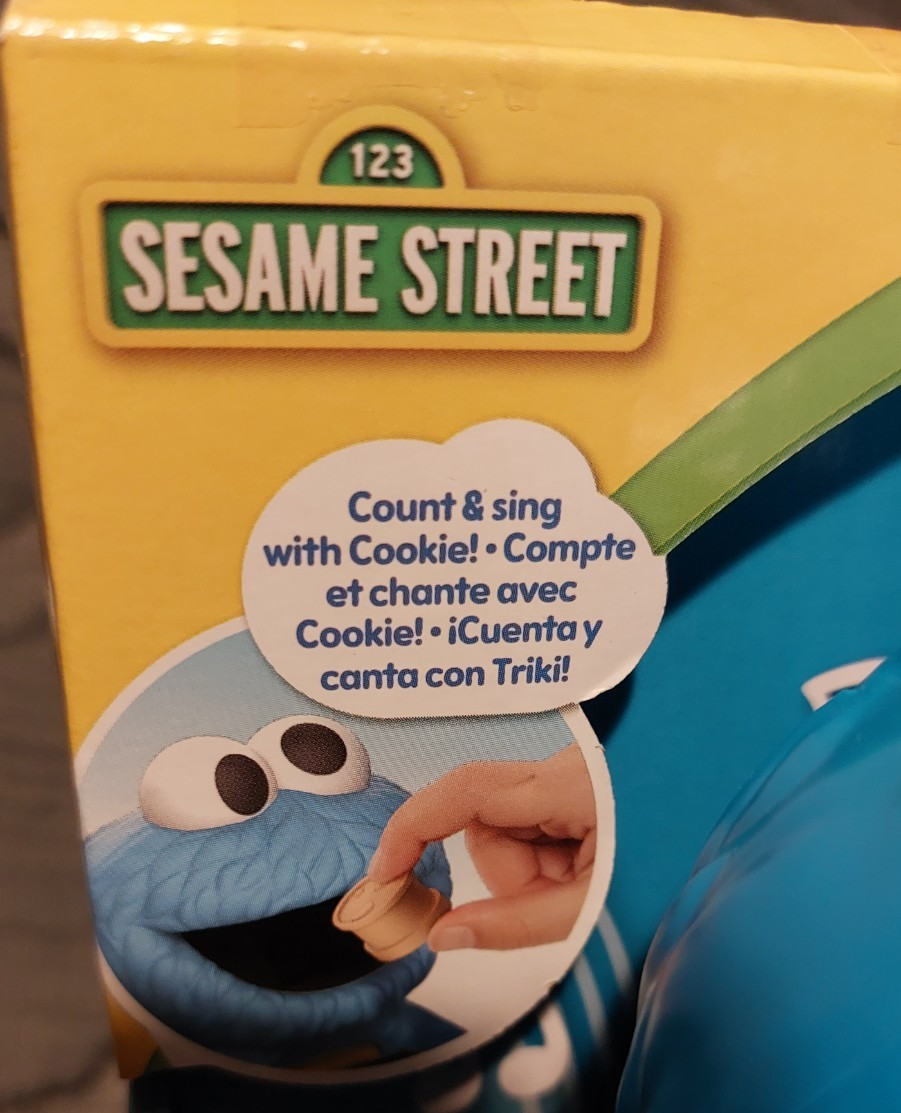 123
SESAME STREET
Count & sing
with Cookie! • Compte
et chante avec
Cookie! • ¡Cuenta y
canta con Triki!